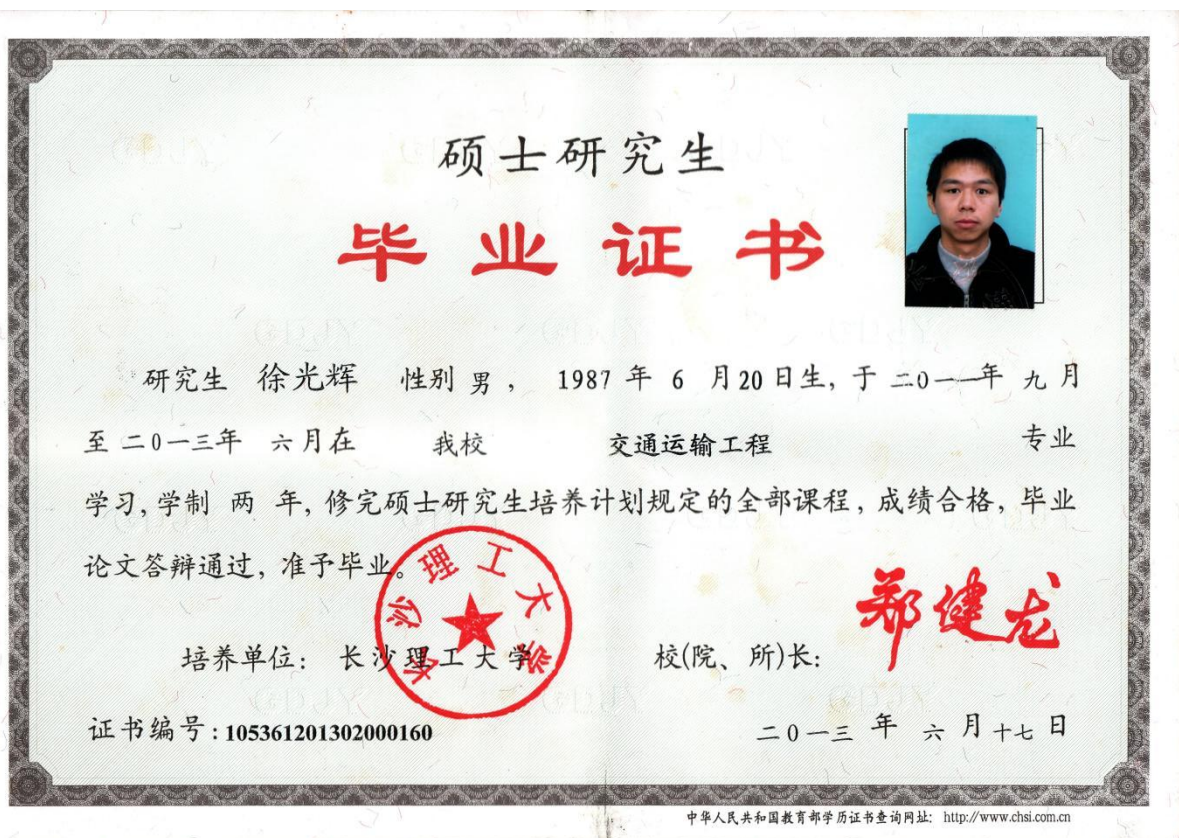 硕士研究生
毕业证书
研究生 徐光辉 性别 男， 1987 年 6 月 20 日生，于 二0一一年 九 月
至 二0一三年 六月在 我校 交通运输工程 专业
学习，学制 两 年，修完硕士研究生培养计划规定的全部课程，成绩合格，毕业
论文答辩通过，准予毕业。
长沙理工大学
培养单位： 长沙理工大学 校(院、所)长： 郑健龙
证书编号：105361201302000160 二0一三 年 六 月 十七 日
中华人民共和国教育部学历证书查询网址： http://www.chsi.com.cn